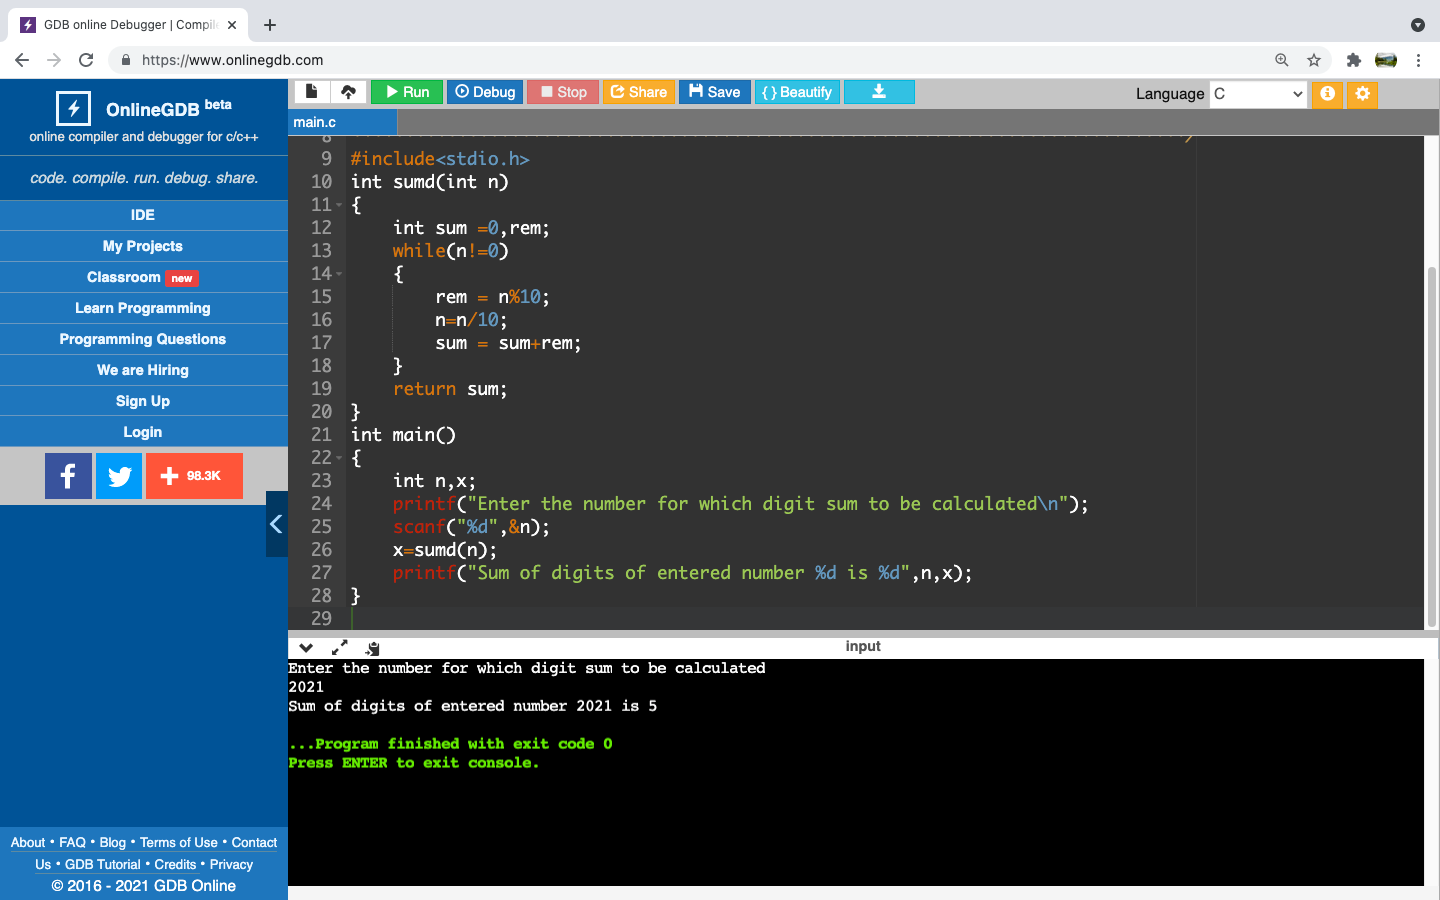 GDB online Debugger | Compil
https://www.onlinegdb.com
OnlineGDB beta
online compiler and debugger for c/c++
code. compile. run. debug. share.
IDE
My Projects
Classroom new
Learn Programming
Programming Questions
We are Hiring
Sign Up
Login
98.3K
About • FAQ • Blog • Terms of Use • Contact
Us • GDB Tutorial • Credits • Privacy
© 2016 - 2021 GDB Online
Run Debug Stop Share Save { } Beautify
Language C
main.c
8
9 #include<stdio.h>
10 int sumd(int n)
11 {
12     int sum =0,rem;
13     while(n!=0)
14     {
15         rem = n%10;
16         n=n/10;
17         sum = sum+rem;
18     }
19     return sum;
20 }
21 int main()
22 {
23     int n,x;
24     printf("Enter the number for which digit sum to be calculated\n");
25     scanf("%d",&n);
26     x=sumd(n);
27     printf("Sum of digits of entered number %d is %d",n,x);
28 }
29
input
Enter the number for which digit sum to be calculated
2021
Sum of digits of entered number 2021 is 5
...Program finished with exit code 0
Press ENTER to exit console.